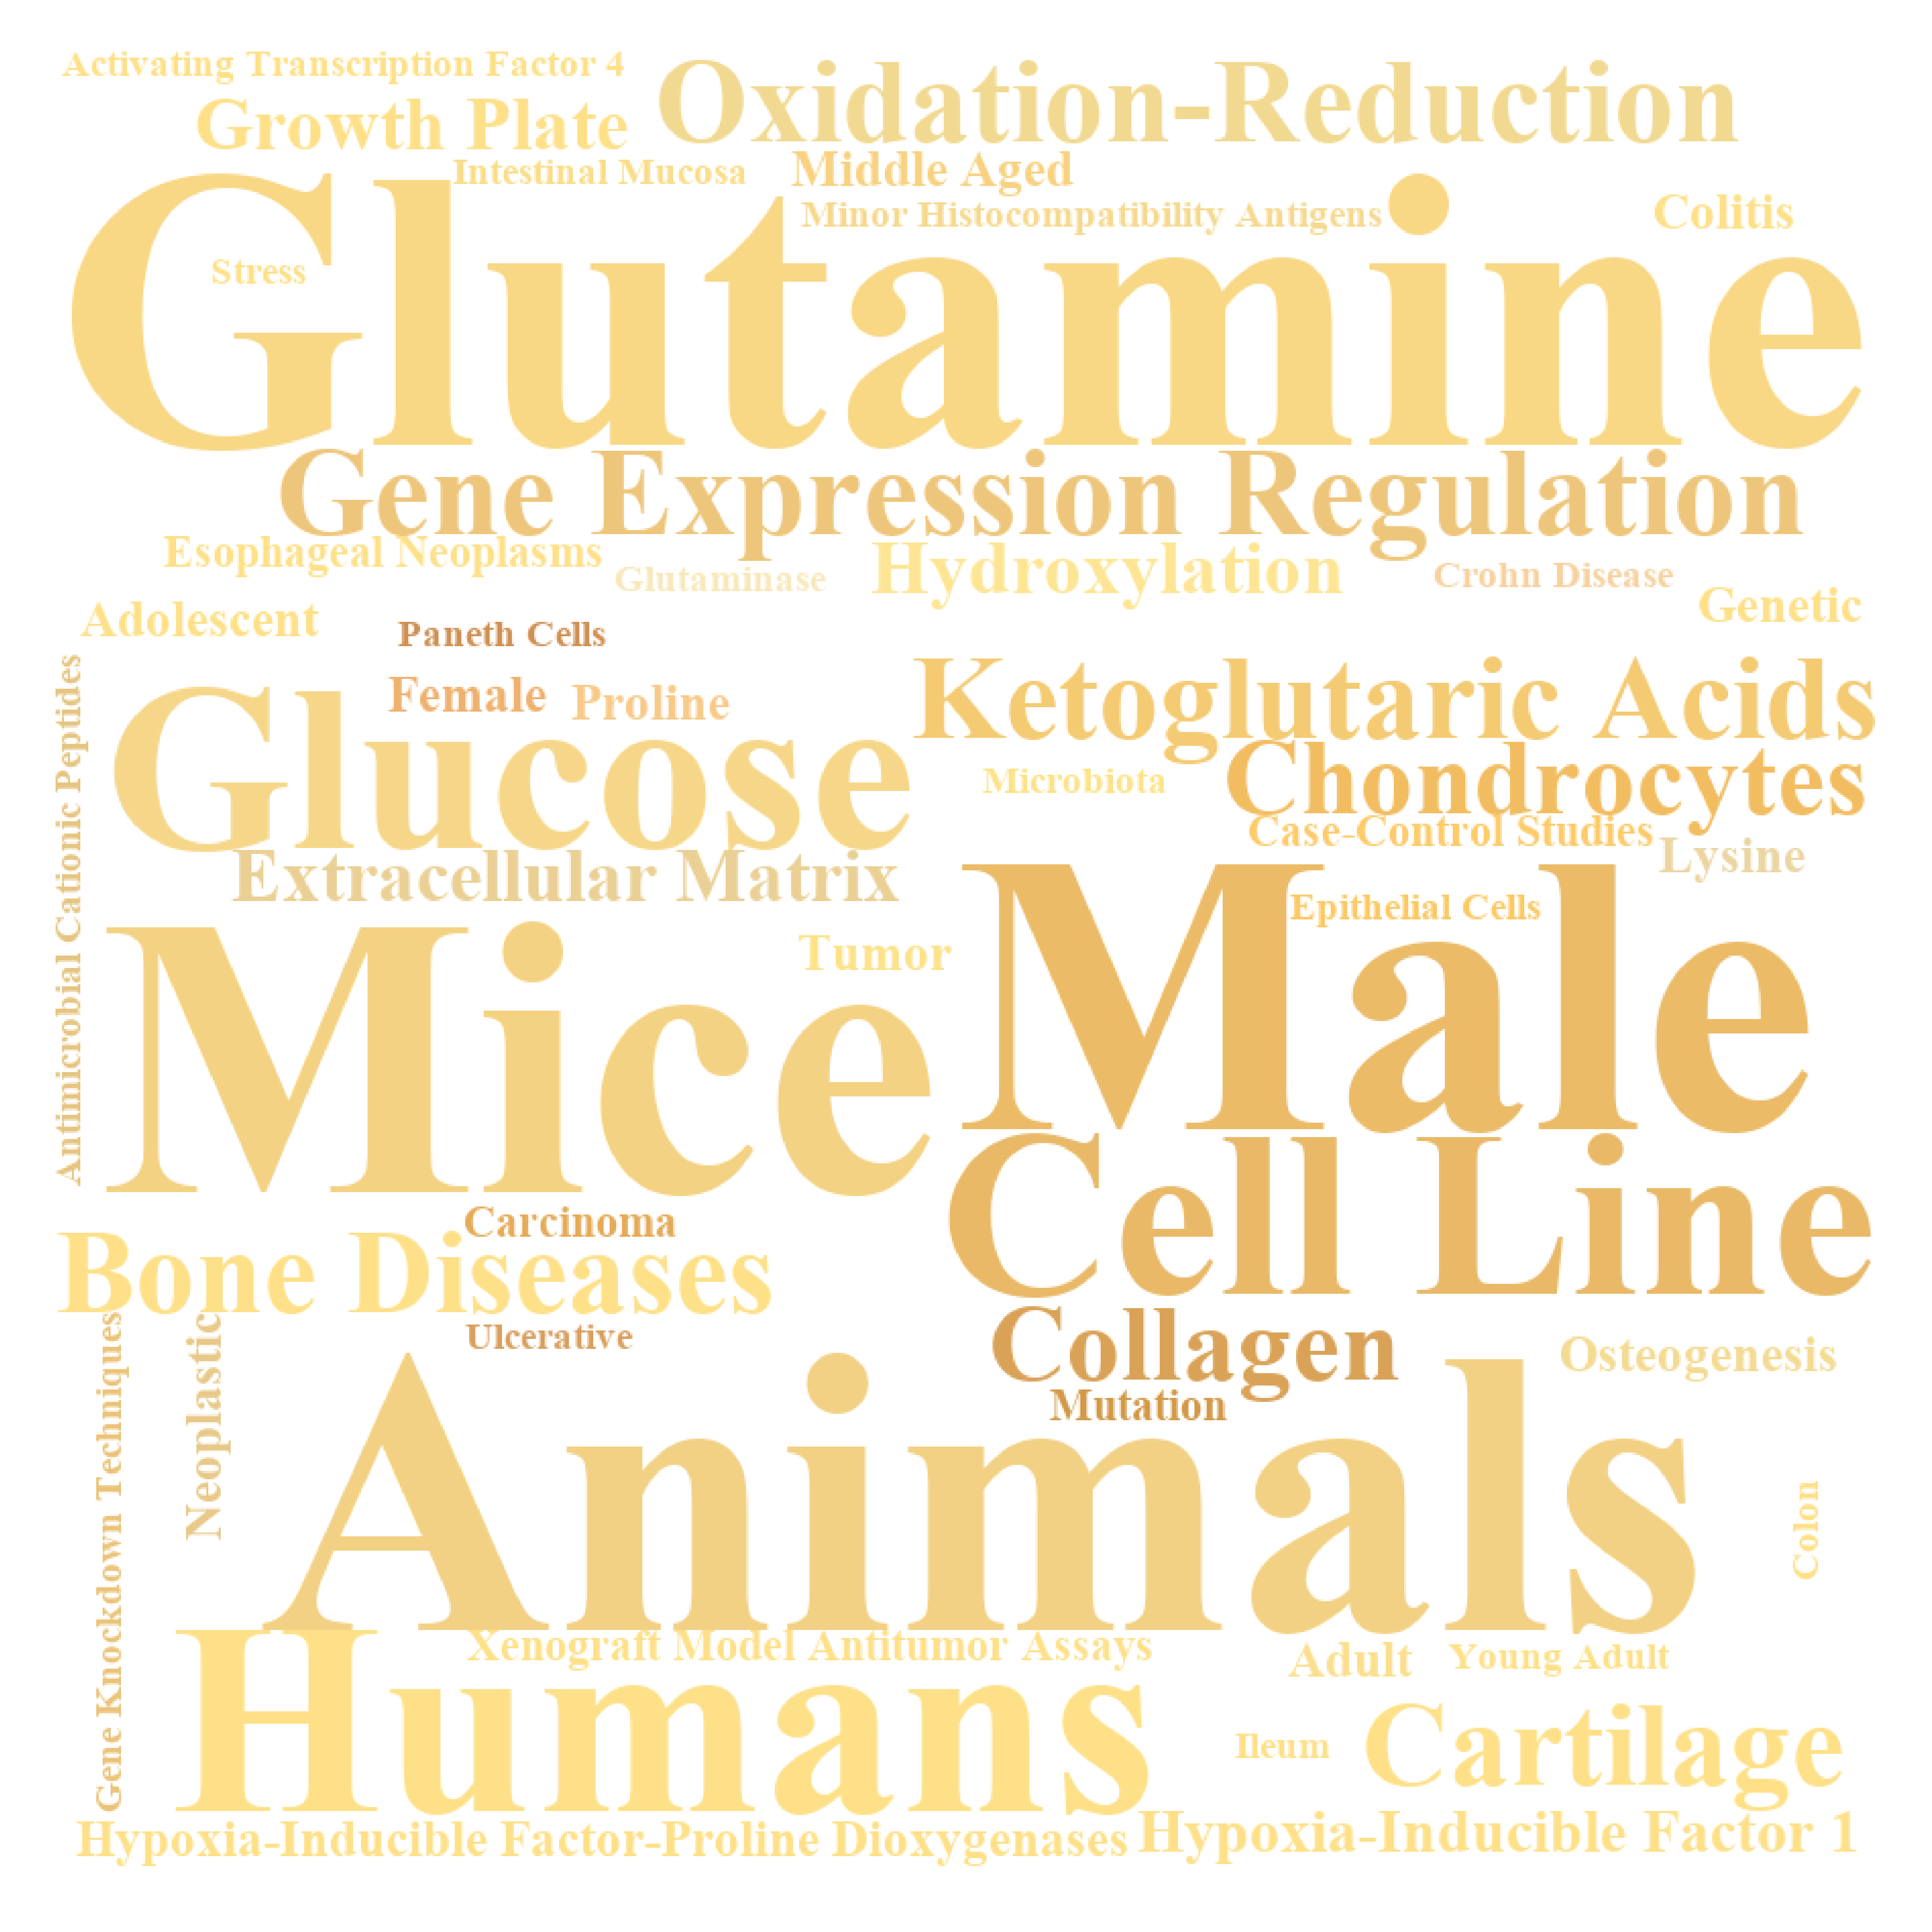 Activating Transcription Factor 4
Oxidation-Reduction
Growth Plate
Intestinal Mucosa
Middle Aged
Minor Histocompatibility Antigens
Colitis
Glutamine
Stress
Gene Expression Regulation
Esophageal Neoplasms
Glutaminase
Hydroxylation
Crohn Disease
Genetic
Adolescent
Paneth Cells
Antimicrobial Cationic Peptides
Female
Proline
Ketoglutaric Acids
Glucose
Microbiota
Chondrocytes
Case-Control Studies
Lysine
Extracellular Matrix
Epithelial Cells
Male
Tumor
Mice
Cell Line
Carcinoma
Bone Diseases
Ulcerative
Collagen
Osteogenesis
Mutation
Gene Knockdown Techniques
Neoplastic
Animals
Colon
Xenograft Model Antitumor Assays
Adult
Young Adult
Humans
Ileum
Cartilage
Hypoxia-Inducible Factor-Proline Dioxygenases
Hypoxia-Inducible Factor 1